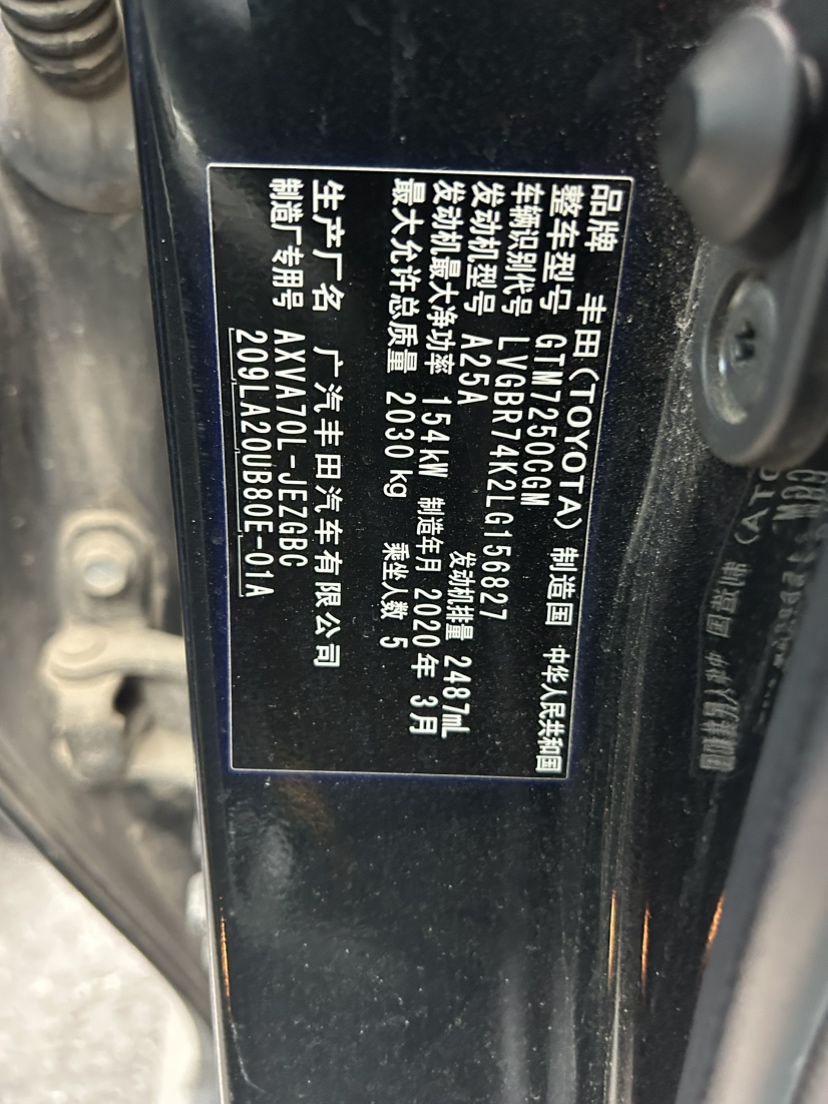 品牌 丰田(TOYOTA) 制造国 中华人民共和国
整车型号 GTM7250CGM
车辆识别代号 LVGBR74K2LG156827
发动机型号 A25A 发动机排量 2487mL
发动机最大净功率 154kW 制造年月 2020年 3月
最大允许总质量 2030 kg 乘坐人数 5
生产厂名 广汽丰田汽车有限公司
制造厂专用号 AXVA70L-JEZGBC
209LA20UB80E-01A